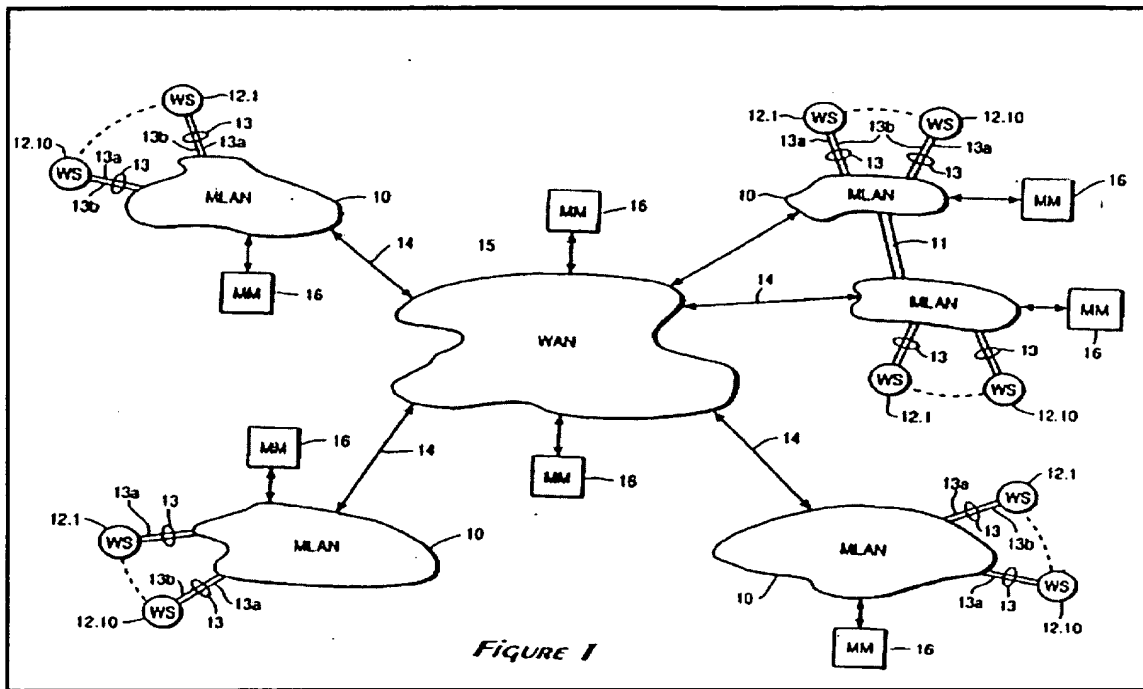 WS 12.1
13
13b 13a
12.10 WS 13a 13
13b
MLAN 10
14
MM 16
15
MM 16
WAN
MM 16
12.1 WS WS 12.10
13a 13b 13a
13 13
10 MLAN
MM 16
11
14
MLAN
MM 16
13 13
WS WS
12.1 12.10
MM 16
14
13a 13
12.1 WS
MLAN 10
13b 13a
WS 13
12.10
14
12.1
13a WS
13 13b
MLAN
10
13a 13 WS
12.10
MM 16
FIGURE 1